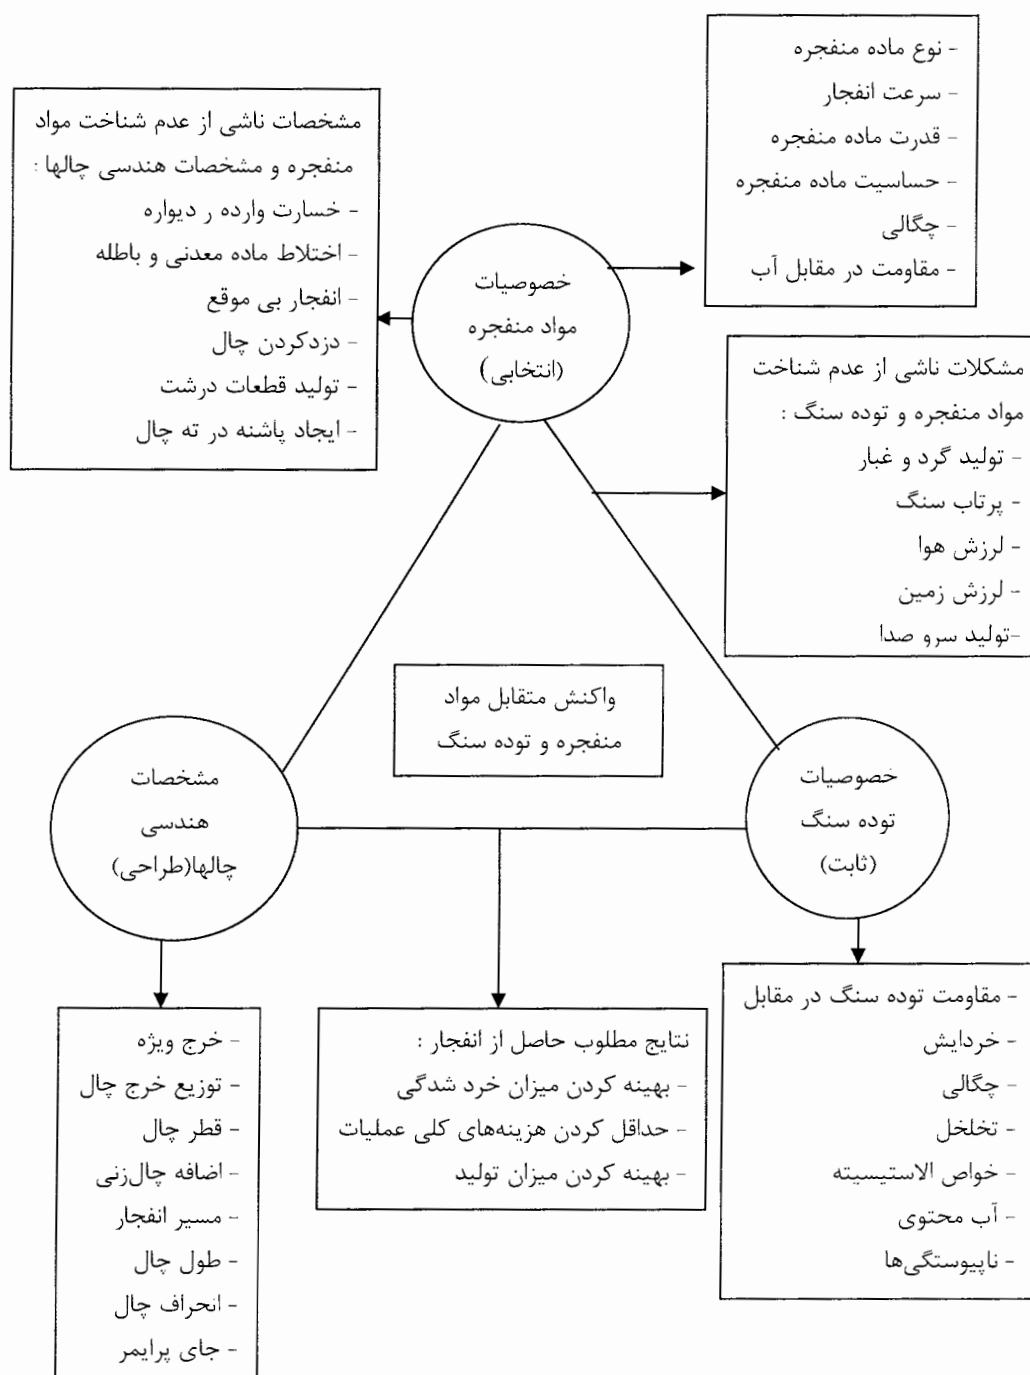 - نوع ماده منفجره
- سرعت انفجار
- قدرت ماده منفجره
- حساسیت ماده منفجره
- چگالی
- مقاومت در مقابل آب
مشخصات ناشی از عدم شناخت مواد
منفجره و مشخصات هندسی چالها :
- خسارت وارده ر دیواره
- اختلاط ماده معدنی و باطله
- انفجار بی موقع
- دزدکردن چال
- تولید قطعات درشت
- ایجاد پاشنه در ته چال
خصوصیات
مواد منفجره
(انتخابی)
مشکلات ناشی از عدم شناخت
مواد منفجره و توده سنگ :
- تولید گرد و غبار
- پرتاب سنگ
- لرزش هوا
- لرزش زمین
-تولید سرو صدا
واکنش متقابل مواد
منفجره و توده سنگ
خصوصیات
توده سنگ
(ثابت)
مشخصات
هندسی
چالها(طراحی)
- مقاومت توده سنگ در مقابل
- خردایش
- چگالی
- تخلخل
- خواص الاستیسیته
- آب محتوی
- ناپیوستگی‌ها
نتایج مطلوب حاصل از انفجار :
- بهینه کردن میزان خرد شدگی
- حداقل کردن هزینه‌های کلی عملیات
- بهینه کردن میزان تولید
- خرج ویژه
- توزیع خرج چال
- قطر چال
- اضافه چال‌زنی
- مسیر انفجار
- طول چال
- انحراف چال
- جای پرایمر